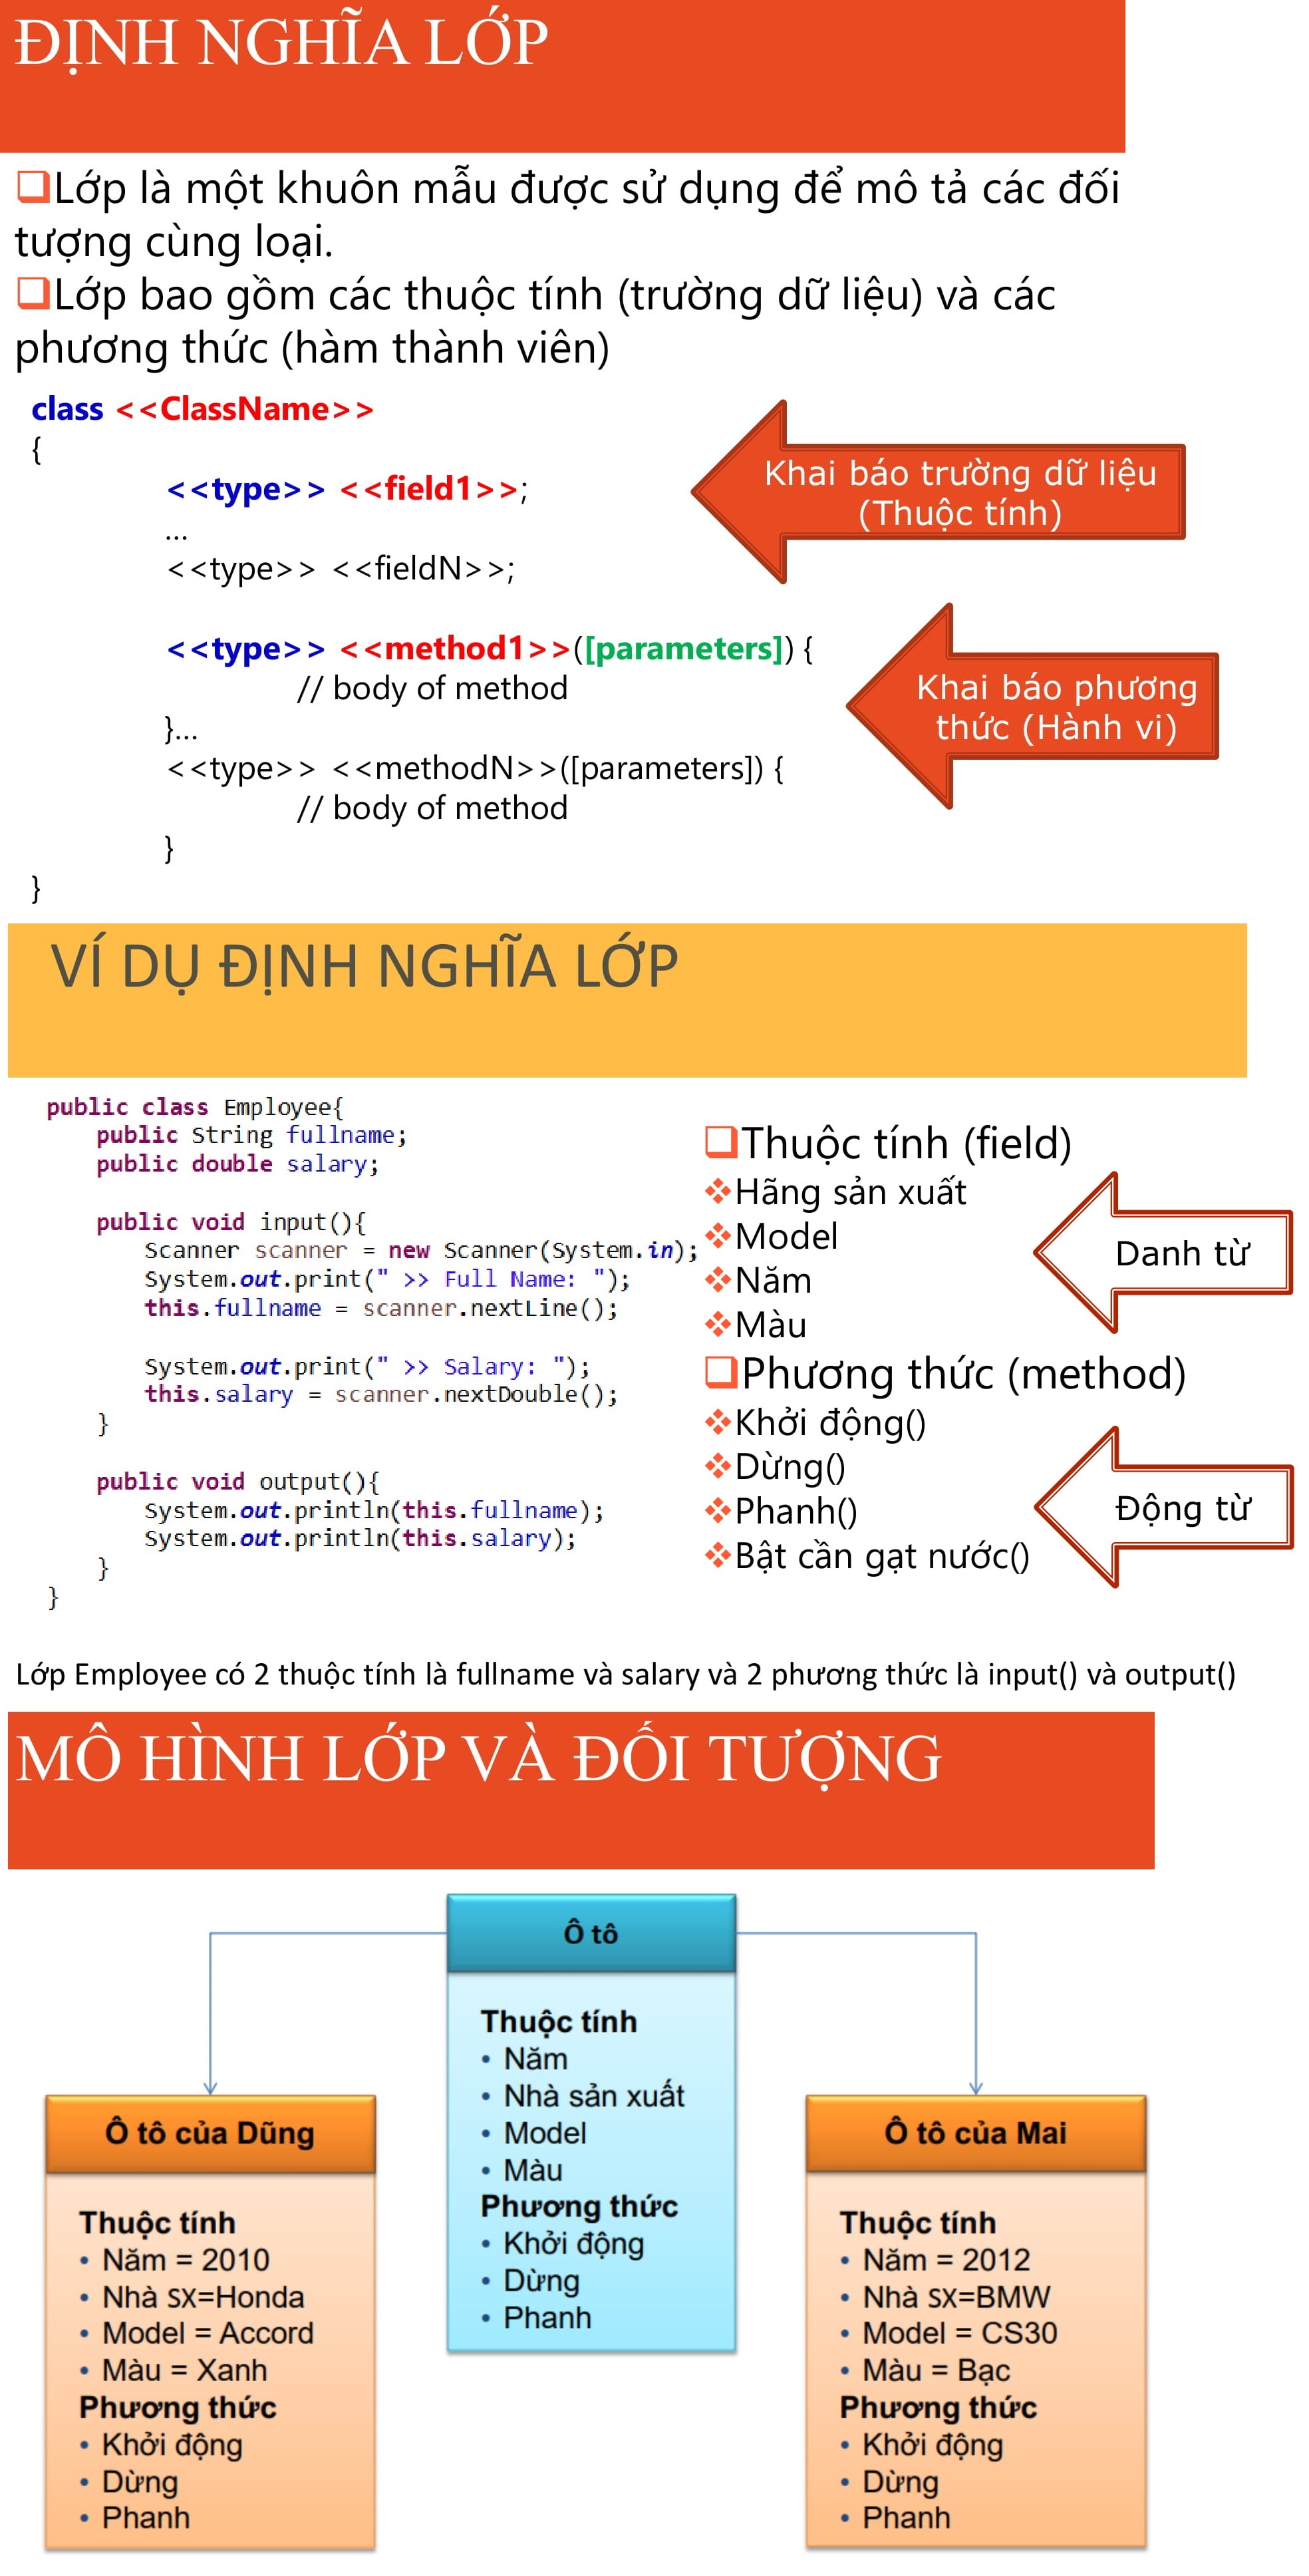 ĐỊNH NGHĨA LỚP
Lớp là một khuôn mẫu được sử dụng để mô tả các đối
tượng cùng loại.
Lớp bao gồm các thuộc tính (trường dữ liệu) và các
phương thức (hàm thành viên)
class <<ClassName>>
{
<<type>> <<field1>>;
...
<<type>> <<fieldN>>;
Khai báo trường dữ liệu
(Thuộc tính)
<<type>> <<method1>>([parameters]) {
// body of method
}...
<<type>> <<methodN>>([parameters]) {
// body of method
}
}
Khai báo phương
thức (Hành vi)
VÍ DỤ ĐỊNH NGHĨA LỚP
public class Employee{
public String fullname;
public double salary;
public void input(){
Scanner scanner = new Scanner(System.in);
System.out.print(" >> Full Name: ");
this.fullname = scanner.nextLine();
System.out.print(" >> Salary: ");
this.salary = scanner.nextDouble();
}
public void output(){
System.out.println(this.fullname);
System.out.println(this.salary);
}
}
Thuộc tính (field)
Hãng sản xuất
Model
Năm
Màu
Danh từ
Phương thức (method)
Khởi động()
Dừng()
Phanh()
Bật cần gạt nước()
Động từ
Lớp Employee có 2 thuộc tính là fullname và salary và 2 phương thức là input() và output()
MÔ HÌNH LỚP VÀ ĐỐI TƯỢNG
Ô tô
Thuộc tính
• Năm
• Nhà sản xuất
• Model
• Màu
Phương thức
• Khởi động
• Dừng
• Phanh
Ô tô của Dũng
Thuộc tính
• Năm = 2010
• Nhà sx=Honda
• Model = Accord
• Màu = Xanh
Phương thức
• Khởi động
• Dừng
• Phanh
Ô tô của Mai
Thuộc tính
• Năm = 2012
• Nhà sx=BMW
• Model = CS30
• Màu = Bạc
Phương thức
• Khởi động
• Dừng
• Phanh